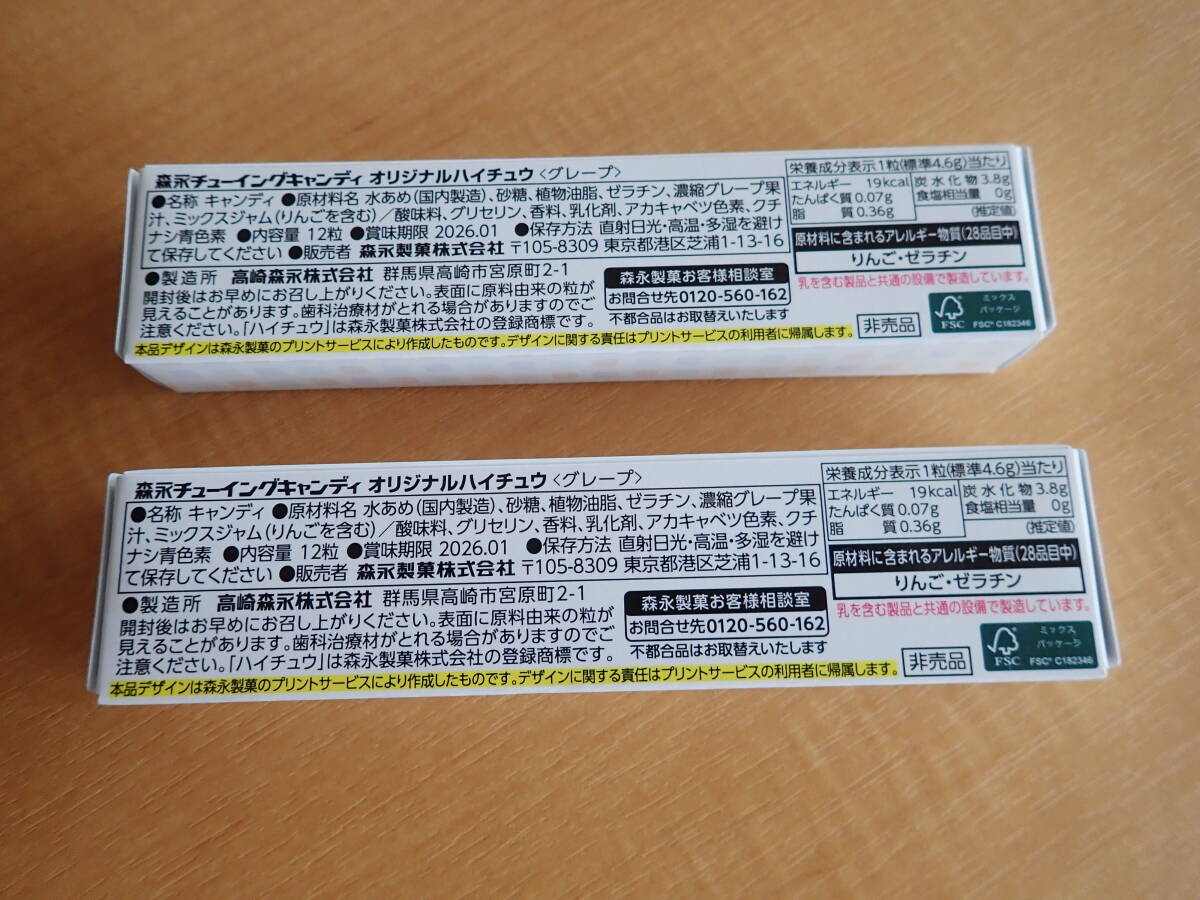 森永チューイングキャンディ オリジナルハイチュウ〈グレープ〉
●名称 キャンディ ●原材料名 水あめ(国内製造)、砂糖、植物油脂、ゼラチン、濃縮グレープ果
汁、ミックスジャム(りんごを含む)／酸味料、グリセリン、香料、乳化剤、アカキャベツ色素、クチ
ナシ青色素 ●内容量 12粒 ●賞味期限 2026.01 ●保存方法 直射日光・高温・多湿を避け
て保存してください ●販売者 森永製菓株式会社 〒105-8309 東京都港区芝浦1-13-16
●製造所 高崎森永株式会社 群馬県高崎市宮原町2-1
開封後はお早めにお召し上がりください。表面に原料由来の粒が
見えることがあります。歯科治療材がとれる場合がありますのでご
注意ください。「ハイチュウ」は森永製菓株式会社の登録商標です。
森永製菓お客様相談室
お問合せ先0120-560-162
不都合品はお取替えいたします
本品デザインは森永製菓のプリントサービスにより作成したものです。デザインに関する責任はプリントサービスの利用者に帰属します。
栄養成分表示1粒(標準4.6g)当たり
エネルギー 19kcal 炭水化物 3.8g
たんぱく質 0.07g 食塩相当量 0g
脂質 0.36g (推定値)
原材料に含まれるアレルギー物質(28品目中)
りんご・ゼラチン
乳を含む製品と共通の設備で製造しています。
非売品
FSC
ミックス
パッケージ
FSC® C182346
森永チューイングキャンディ オリジナルハイチュウ〈グレープ〉
●名称 キャンディ ●原材料名 水あめ(国内製造)、砂糖、植物油脂、ゼラチン、濃縮グレープ果
汁、ミックスジャム(りんごを含む)／酸味料、グリセリン、香料、乳化剤、アカキャベツ色素、クチ
ナシ青色素 ●内容量 12粒 ●賞味期限 2026.01 ●保存方法 直射日光・高温・多湿を避け
て保存してください ●販売者 森永製菓株式会社 〒105-8309 東京都港区芝浦1-13-16
●製造所 高崎森永株式会社 群馬県高崎市宮原町2-1
開封後はお早めにお召し上がりください。表面に原料由来の粒が
見えることがあります。歯科治療材がとれる場合がありますのでご
注意ください。「ハイチュウ」は森永製菓株式会社の登録商標です。
森永製菓お客様相談室
お問合せ先0120-560-162
不都合品はお取替えいたします
本品デザインは森永製菓のプリントサービスにより作成したものです。デザインに関する責任はプリントサービスの利用者に帰属します。
栄養成分表示1粒(標準4.6g)当たり
エネルギー 19kcal 炭水化物 3.8g
たんぱく質 0.07g 食塩相当量 0g
脂質 0.36g (推定値)
原材料に含まれるアレルギー物質(28品目中)
りんご・ゼラチン
乳を含む製品と共通の設備で製造しています。
非売品
FSC
ミックス
パッケージ
FSC® C182346